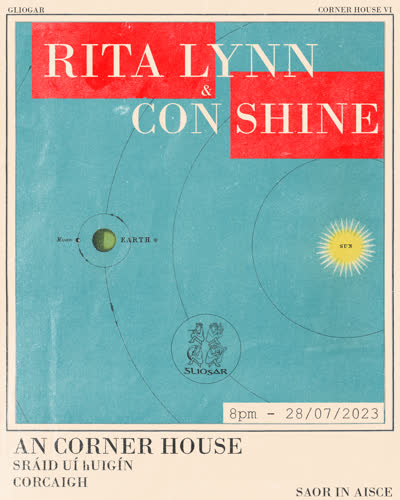 GLIOGAR
CORNER HOUSE VI
RITA LYNN
&
CON SHINE
EARTH
SUN
GLIOGAR
8pm - 28/07/2023
AN CORNER HOUSE
SRÁID UÍ hUIGÍN
CORCAIGH
SAOR IN AISCE